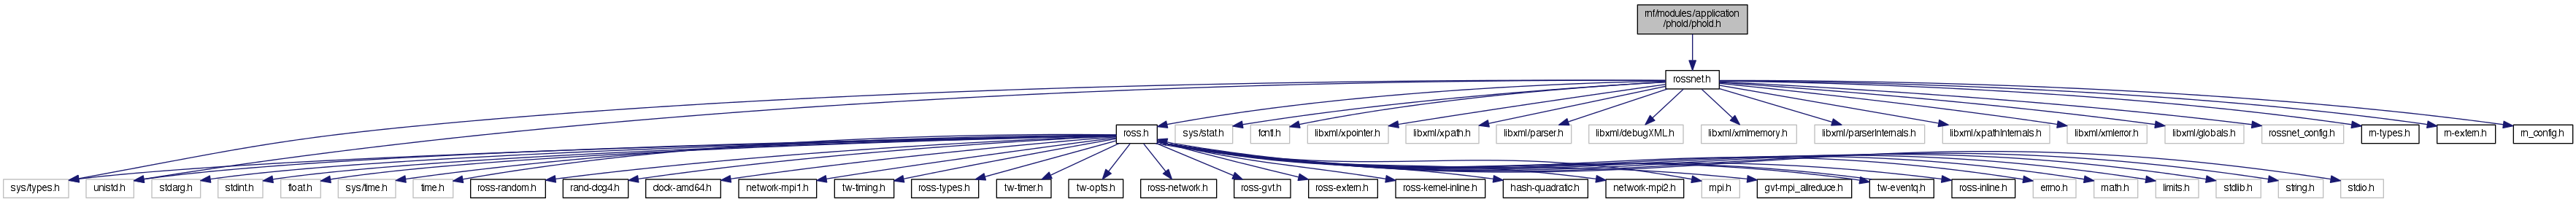 rnf/modules/application
/phold/phold.h
rossnet.h
ross.h
sys/stat.h
fcntl.h
libxml/xpointer.h
libxml/xpath.h
libxml/parser.h
libxml/debugXML.h
libxml/xmlmemory.h
libxml/parserInternals.h
libxml/xpathInternals.h
libxml/xmlerror.h
libxml/globals.h
rossnet_config.h
rn-types.h
rn-extern.h
rn_config.h
sys/types.h
unistd.h
stdarg.h
stdint.h
float.h
sys/time.h
time.h
ross-random.h
rand-clcg4.h
clock-amd64.h
network-mpi1.h
tw-timing.h
ross-types.h
tw-timer.h
tw-opts.h
ross-network.h
ross-gvt.h
ross-extern.h
ross-kernel-inline.h
hash-quadratic.h
network-mpi2.h
mpi.h
gvt-mpi_allreduce.h
tw-eventq.h
ross-inline.h
errno.h
math.h
limits.h
stdlib.h
string.h
stdio.h